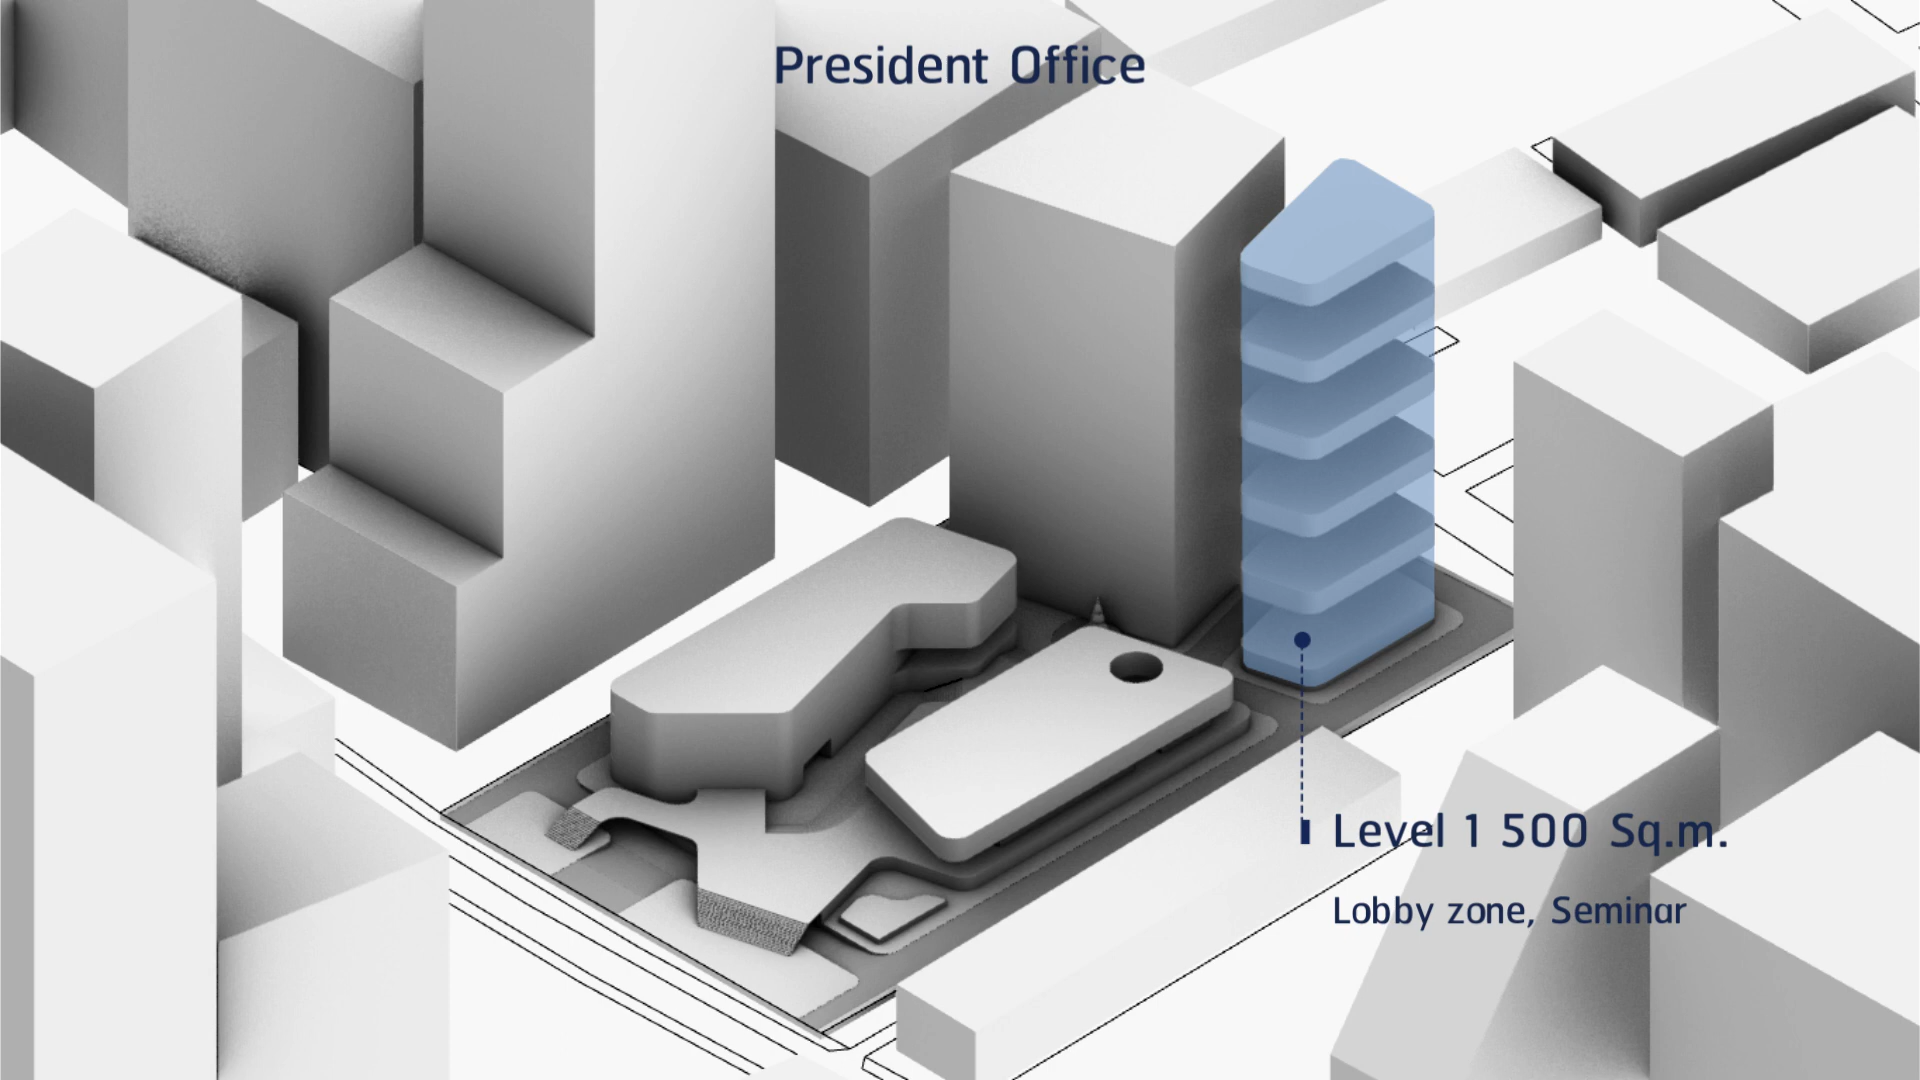 President Office
Level 1 500 Sq.m.
Lobby zone, Seminar